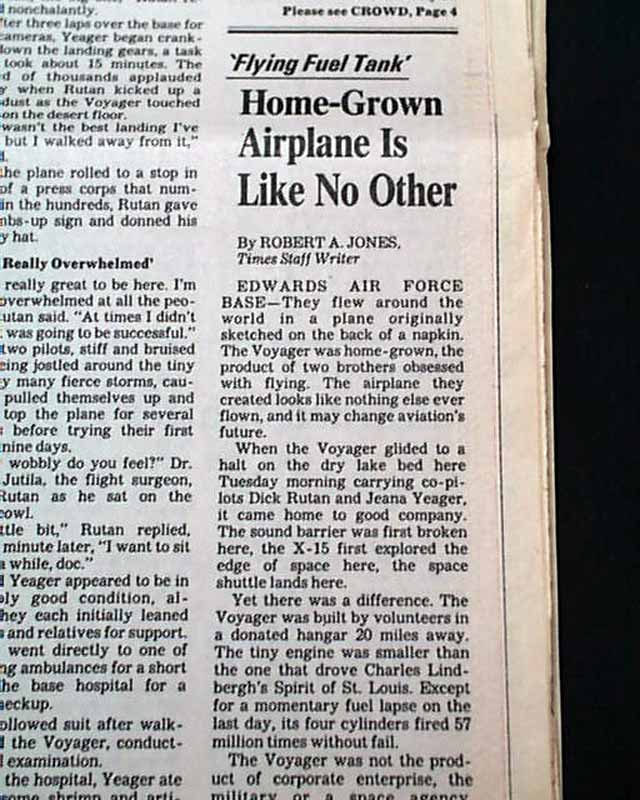 nonchalantly.
ter three laps over the base for
cameras, Yeager began crank-
down the landing gears, a task
took about 15 minutes. The
d of thousands applauded
y when Rutan kicked up a
dust as the Voyager touched
on the desert floor.
wasn't the best landing I've
but I walked away from it,"
d.
the plane rolled to a stop in
of a press corps that num-
in the hundreds, Rutan gave
mbs-up sign and donned his
y hat.
Really Overwhelmed'
really great to be here. I'm
overwhelmed at all the peo-
utan said. "At times I didn't
was going to be successful."
two pilots, stiff and bruised
eing jostled around the tiny
y many fierce storms, cau-
pulled themselves up and
top the plane for several
before trying their first
nine days.
wobbly do you feel?" Dr.
Jutila, the flight surgeon,
Rutan as he sat on the
cowl.
ttle bit," Rutan replied,
minute later, "I want to sit
a while, doc."
d Yeager appeared to be in
ly good condition, al-
hey each initially leaned
s and relatives for support.
went directly to one of
ng ambulances for a short
he base hospital for a
eckup.
ollowed suit after walk-
d the Voyager, conduct-
l examination.
the hospital, Yeager ate
some shrimp and arti-
Please see CROWD, Page 4
'Flying Fuel Tank'
Home-Grown
Airplane Is
Like No Other
By ROBERT A. JONES,
Times Staff Writer
EDWARDS AIR FORCE
BASE—They flew around the
world in a plane originally
sketched on the back of a napkin.
The Voyager was home-grown, the
product of two brothers obsessed
with flying. The airplane they
created looks like nothing else ever
flown, and it may change aviation's
future.
When the Voyager glided to a
halt on the dry lake bed here
Tuesday morning carrying co-pi-
lots Dick Rutan and Jeana Yeager,
it came home to good company.
The sound barrier was first broken
here, the X-15 first explored the
edge of space here, the space
shuttle lands here.
Yet there was a difference. The
Voyager was built by volunteers in
a donated hangar 20 miles away.
The tiny engine was smaller than
the one that drove Charles Lind-
bergh's Spirit of St. Louis. Except
for a momentary fuel lapse on the
last day, its four cylinders fired 57
million times without fail.
The Voyager was not the prod-
uct of corporate enterprise, the
military or a space agency